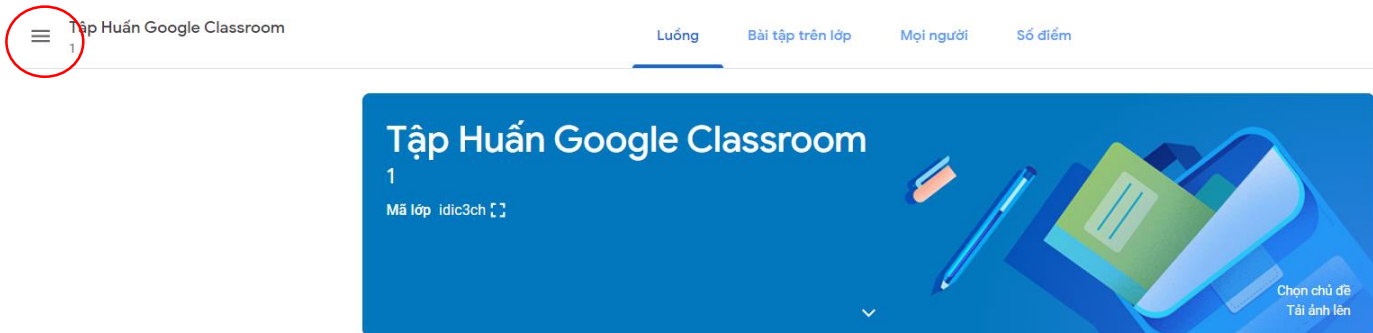 Tập Huấn Google Classroom
1
Luồng Bài tập trên lớp Mọi người Số điểm
Tập Huấn Google Classroom
1
Mã lớp idic3ch
Chọn chủ đề
Tải ảnh lên